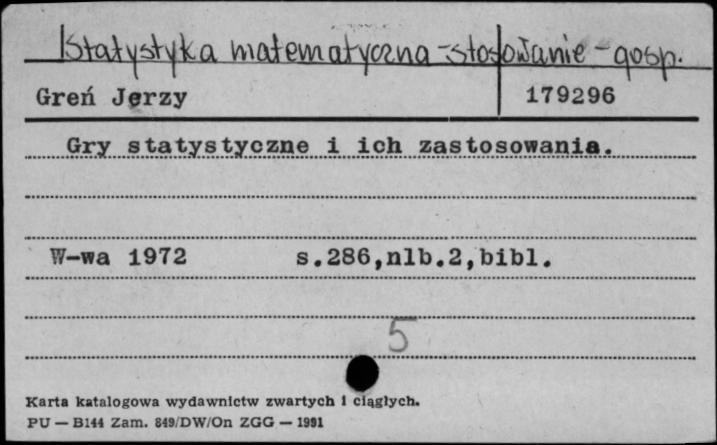 Statystyka matematyczna - stosowanie - gosp.
Greń Jerzy 179296
Gry statystyczne i ich zastosowania.
W-wa 1972 s.286,nlb.2,bibl.
5
Karta katalogowa wydawnictw zwartych i ciągłych.
PU — B144 Zam. 849/DW/On ZGG — 1991